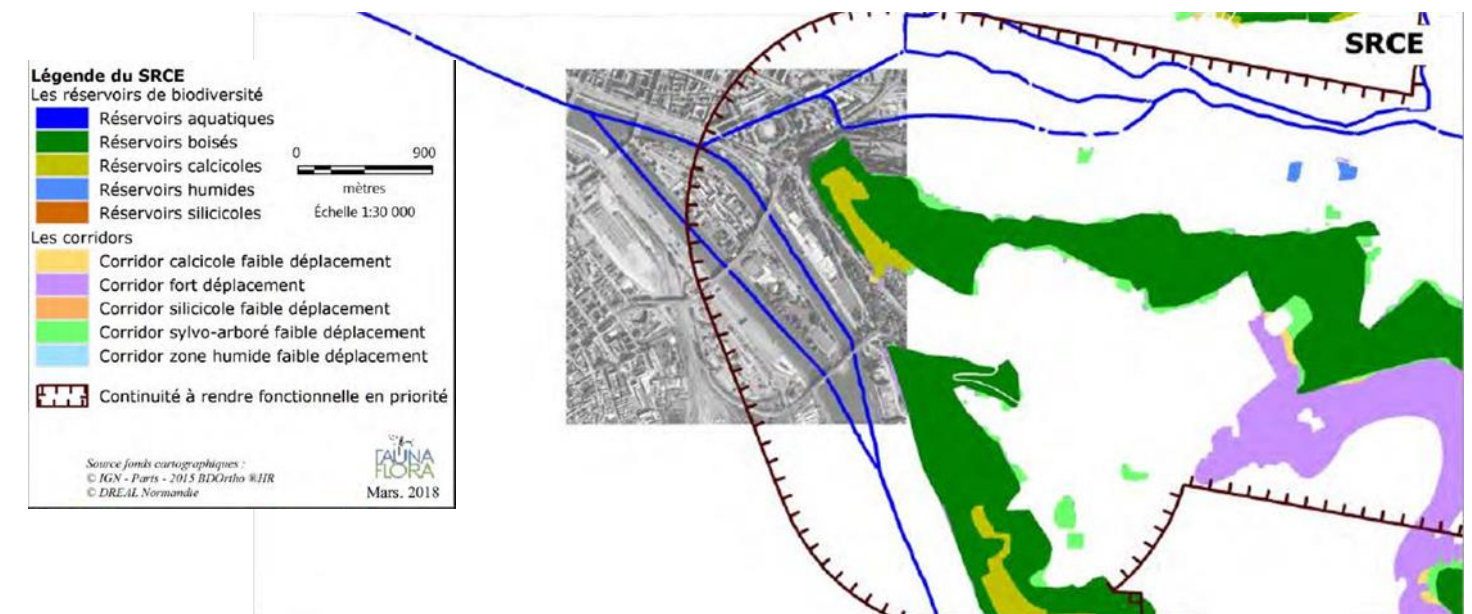 SRCE
Légende du SRCE
Les réservoirs de biodiversité
Réservoirs aquatiques
Réservoirs boisés
Réservoirs calcicoles
Réservoirs humides
Réservoirs silicicoles
0 900
mètres
Échelle 1:30 000
Les corridors
Corridor calcicole faible déplacement
Corridor fort déplacement
Corridor silicicole faible déplacement
Corridor sylvo-arboré faible déplacement
Corridor zone humide faible déplacement
Continuité à rendre fonctionnelle en priorité
Source fonds cartographiques :
© IGN - Paris - 2015 BDOrtho ®HR
© DREAL Normandie
FAUNA
FLORA
Mars. 2018